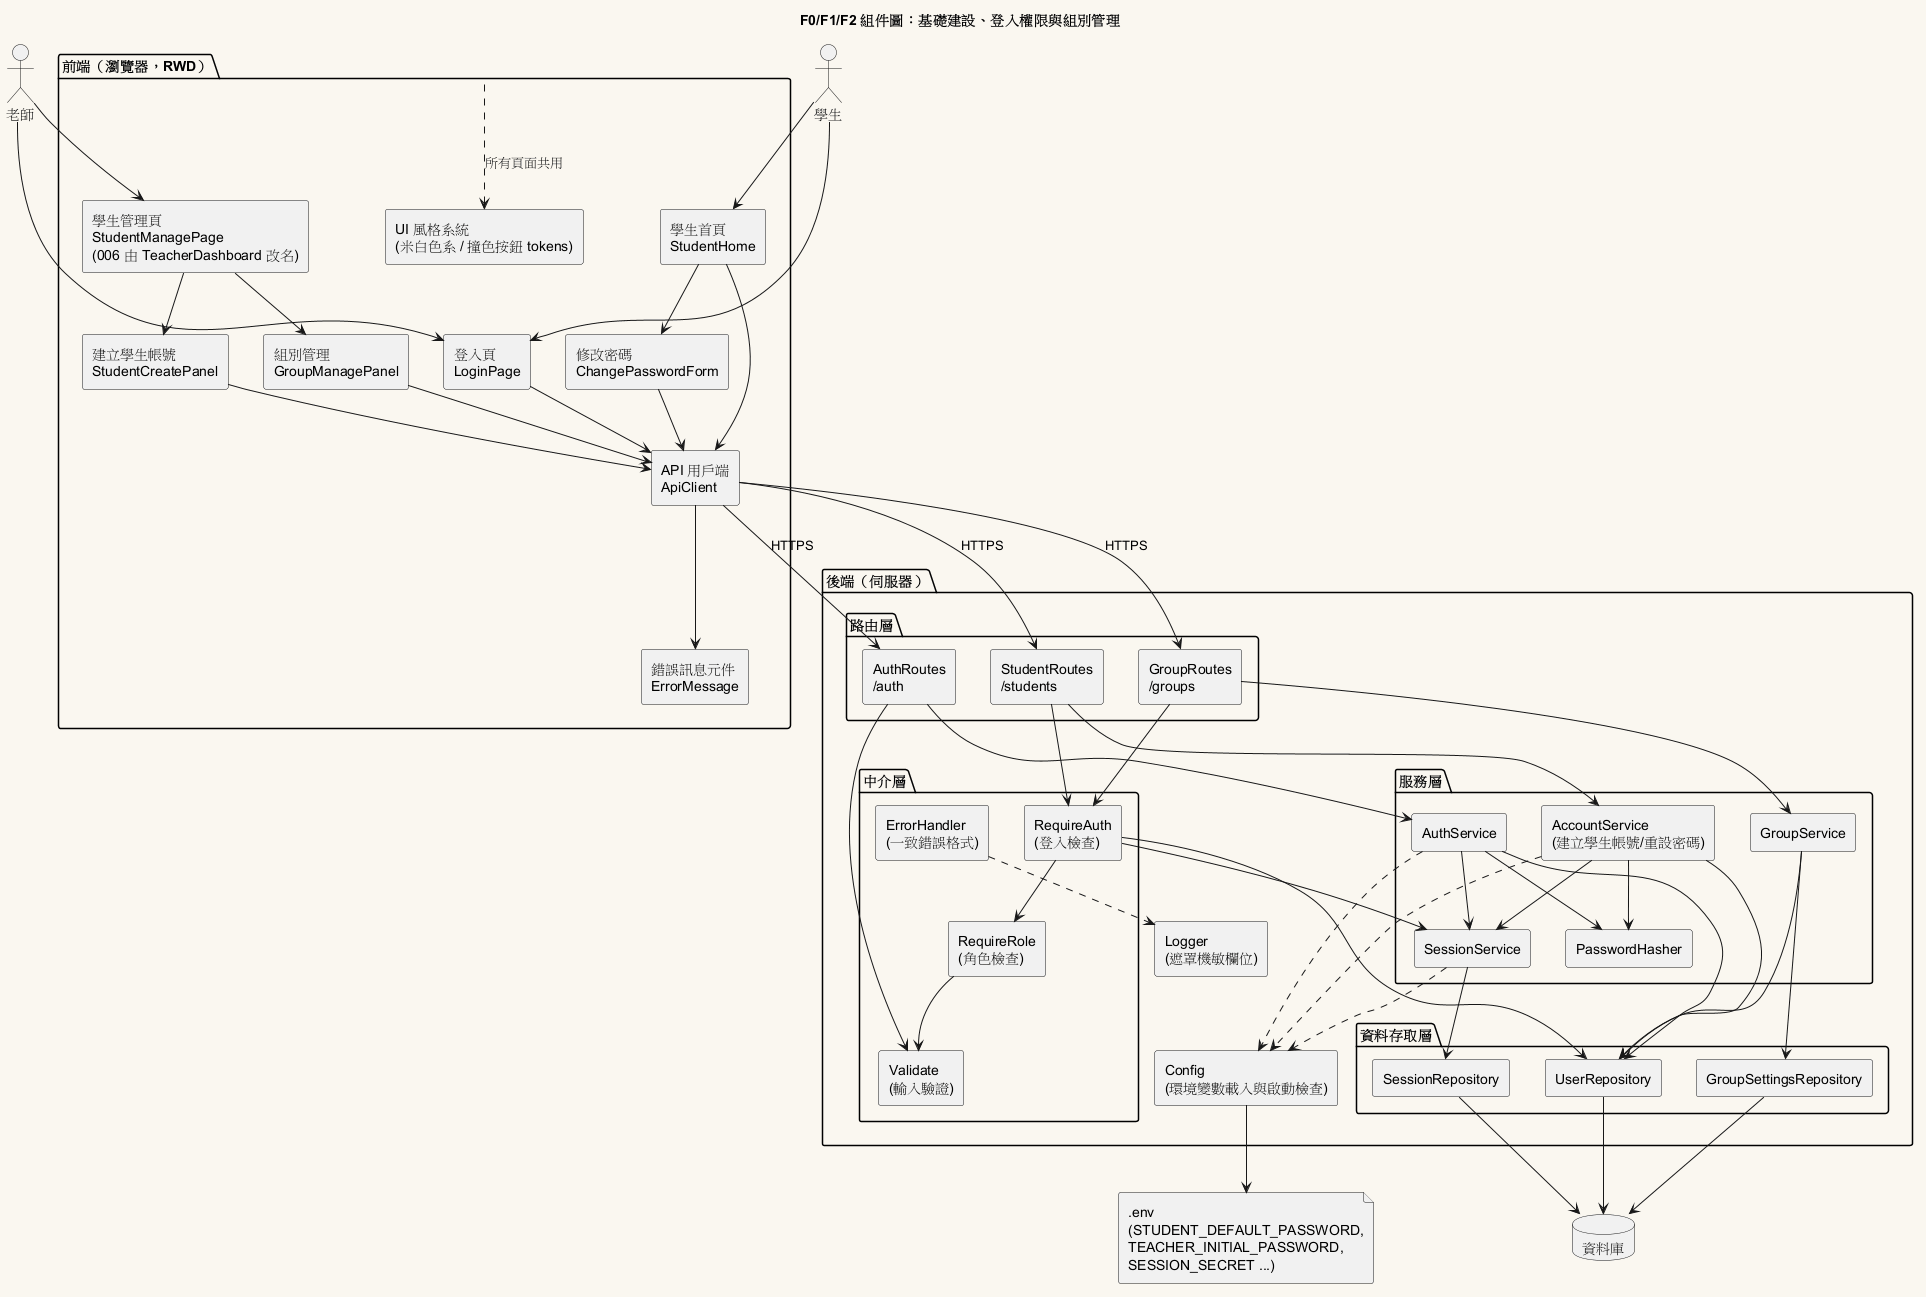 F0/F1/F2 組件圖：基礎建設、登入權限與組別管理
老師
前端（瀏覽器，RWD）
學生
所有頁面共用
學生管理頁
StudentManagePage
(006 由 TeacherDashboard 改名)
UI 風格系統
(米白色系 / 撞色按鈕 tokens)
學生首頁
StudentHome
建立學生帳號
StudentCreatePanel
組別管理
GroupManagePanel
登入頁
LoginPage
修改密碼
ChangePasswordForm
API 用戶端
ApiClient
HTTPS
HTTPS
HTTPS
錯誤訊息元件
ErrorMessage
後端（伺服器）
路由層
AuthRoutes
/auth
StudentRoutes
/students
GroupRoutes
/groups
中介層
ErrorHandler
(一致錯誤格式)
RequireAuth
(登入檢查)
RequireRole
(角色檢查)
Validate
(輸入驗證)
Logger
(遮罩機敏欄位)
Config
(環境變數載入與啟動檢查)
服務層
AuthService
AccountService
(建立學生帳號/重設密碼)
GroupService
SessionService
PasswordHasher
資料存取層
SessionRepository
UserRepository
GroupSettingsRepository
.env
(STUDENT_DEFAULT_PASSWORD,
TEACHER_INITIAL_PASSWORD,
SESSION_SECRET ...)
資料庫